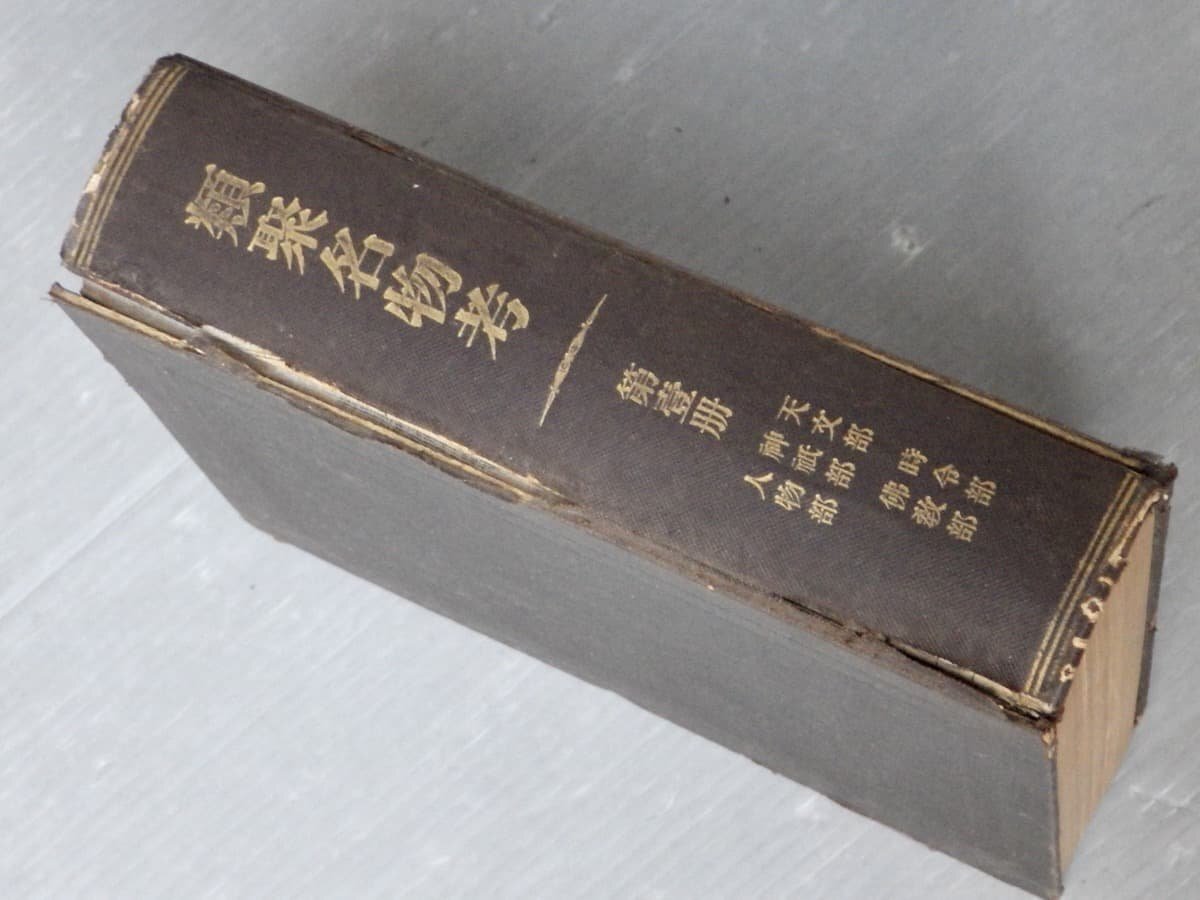 類聚名物考
第壹册
天文部 時令部
神祇部 佛教部
人物部